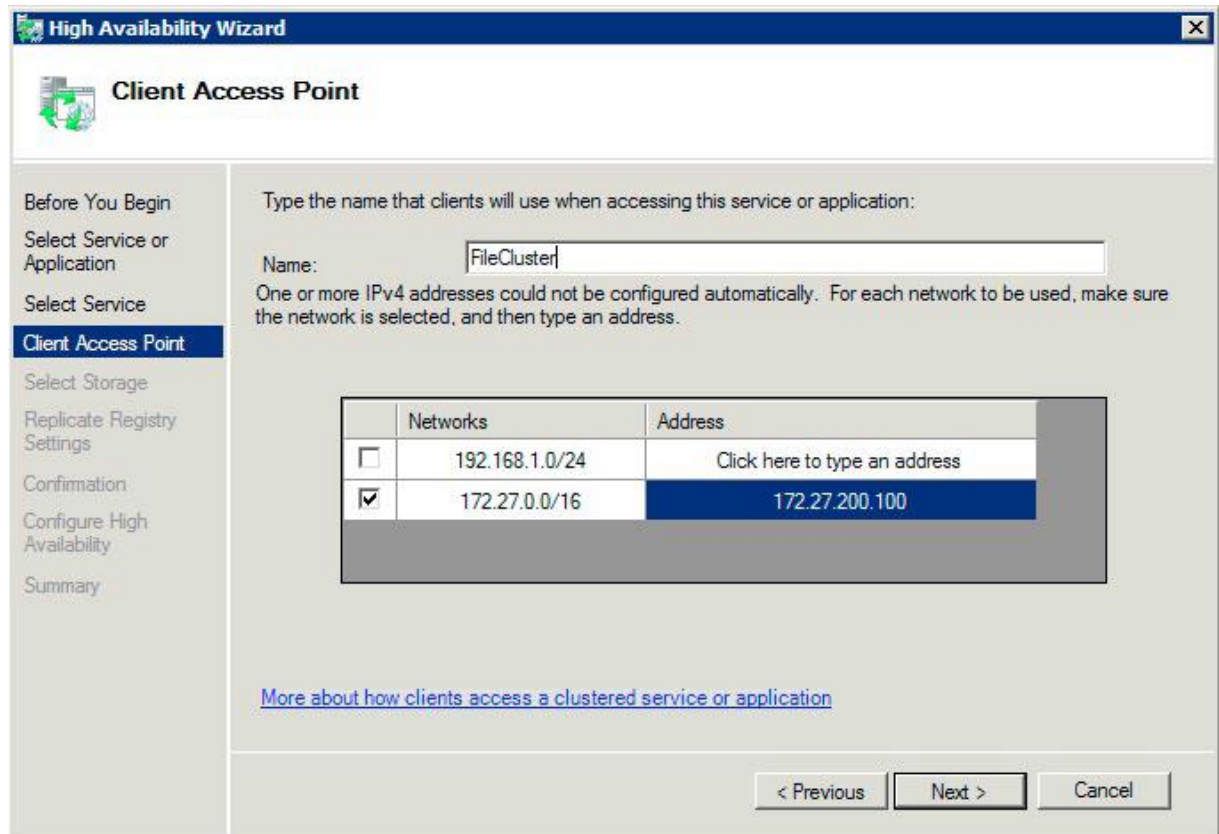 High Availability Wizard
Client Access Point
Before You Begin
Select Service or
Application
Select Service
Client Access Point
Select Storage
Replicate Registry
Settings
Confirmation
Configure High
Availability
Summary
Type the name that clients will use when accessing this service or application:
Name: FileCluster
One or more IPv4 addresses could not be configured automatically. For each network to be used, make sure
the network is selected, and then type an address.
Networks Address
192.168.1.0/24 Click here to type an address
172.27.0.0/16 172.27.200.100
More about how clients access a clustered service or application
< Previous Next > Cancel